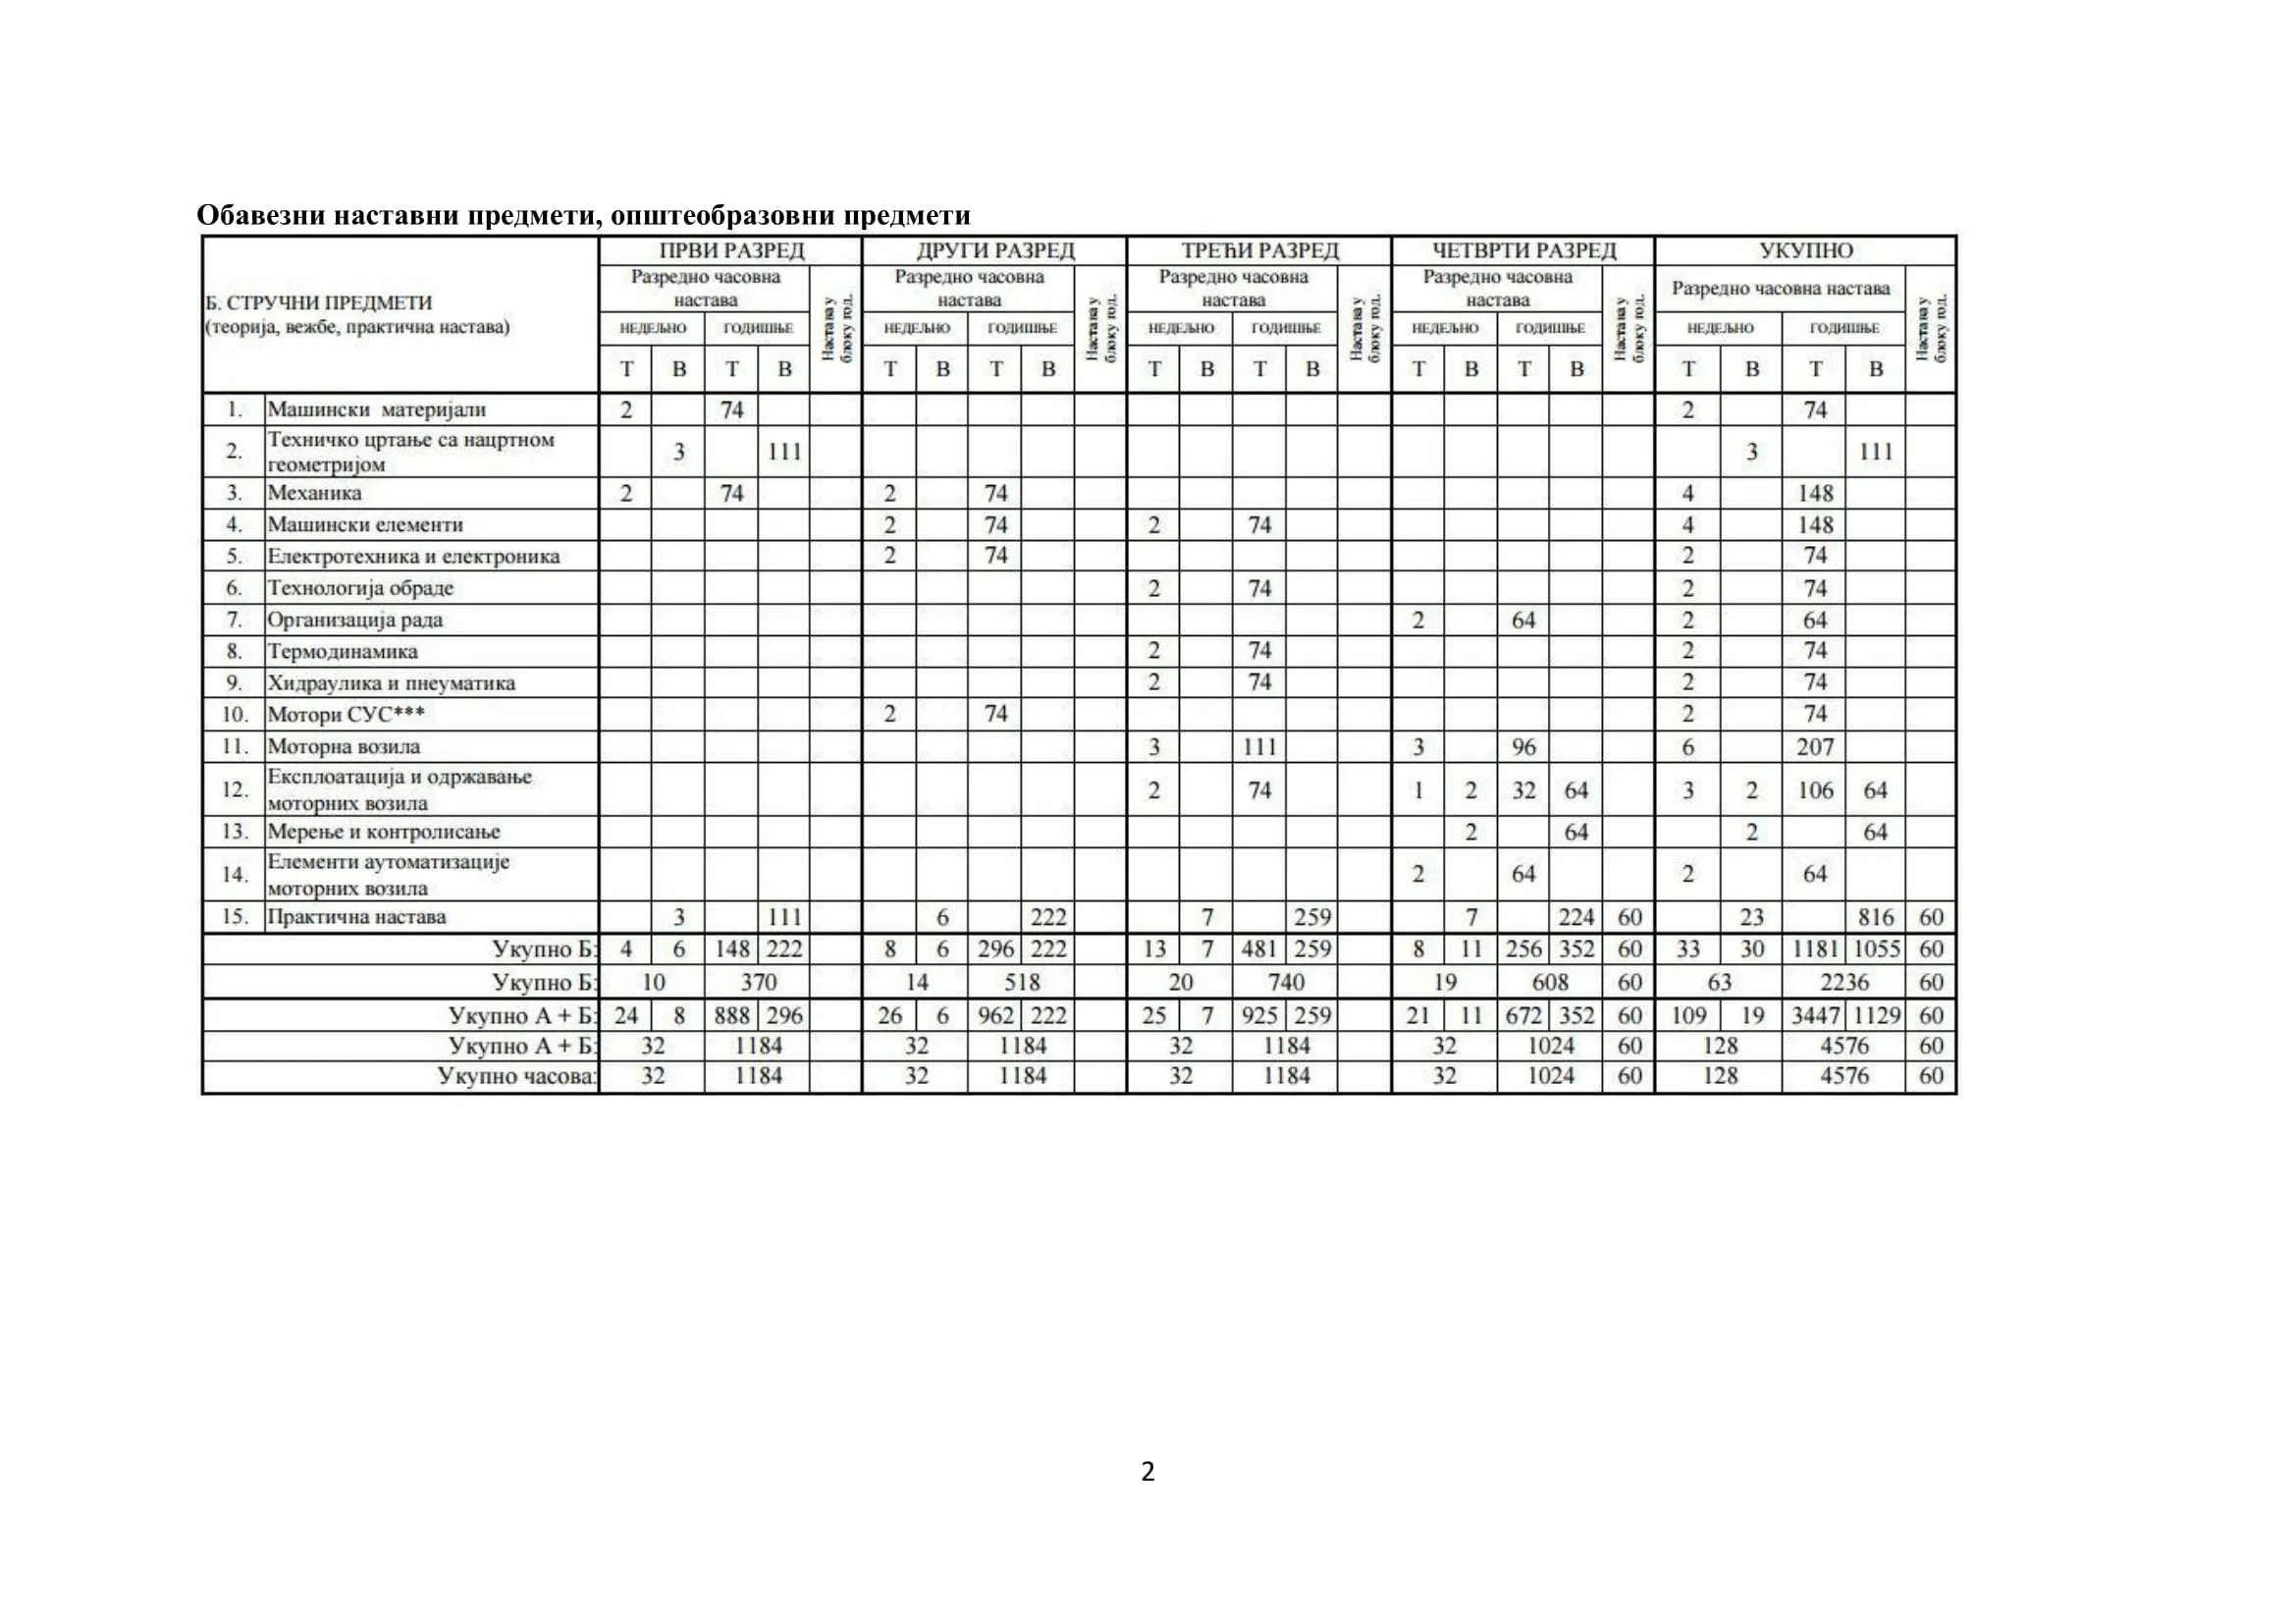 Обавезни наставни предмети, општеобразовни предмети
Б. СТРУЧНИ ПРЕДМЕТИ
(теорија, вежбе, практична настава)
ПРВИ РАЗРЕД ДРУГИ РАЗРЕД ТРЕЋИ РАЗРЕД ЧЕТВРТИ РАЗРЕД УКУПНО
Разредно часовна настава Настава у блоку год. Разредно часовна настава Настава у блоку год. Разредно часовна настава Настава у блоку год. Разредно часовна настава Настава у блоку год. Разредно часовна настава Настава у блоку год.
НЕДЕЉНО ГОДИШЊЕ НЕДЕЉНО ГОДИШЊЕ НЕДЕЉНО ГОДИШЊЕ НЕДЕЉНО ГОДИШЊЕ НЕДЕЉНО ГОДИШЊЕ
Т В Т В Т В Т В Т В Т В Т В Т В Т В Т В
1. Машински материјали 2 74 2 74
2. Техничко цртање са нацртном
геометријом 3 111 3 111
3. Механика 2 74 2 74 4 148
4. Машински елементи 2 74 2 74 4 148
5. Електротехника и електроника 2 74 2 74
6. Технологија обраде 2 74 2 74
7. Организација рада 2 64 2 64
8. Термодинамика 2 74 2 74
9. Хидраулика и пнеуматика 2 74 2 74
10. Мотори СУС*** 2 74 2 74
11. Моторна возила 3 111 3 96 6 207
12. Експлоатација и одржавање
моторних возила 2 74 1 2 32 64 3 2 106 64
13. Мерење и контролисање 2 64 2 64
14. Елементи аутоматизације
моторних возила 2 64 2 64
15. Практична настава 3 111 6 222 7 259 7 224 60 23 816 60
Укупно Б: 4 6 148 222 8 6 296 222 13 7 481 259 8 11 256 352 60 33 30 1181 1055 60
Укупно Б: 10 370 14 518 20 740 19 608 60 63 2236 60
Укупно А + Б: 24 8 888 296 26 6 962 222 25 7 925 259 21 11 672 352 60 109 19 3447 1129 60
Укупно А + Б: 32 1184 32 1184 32 1184 32 1024 60 128 4576 60
Укупно часова: 32 1184 32 1184 32 1184 32 1024 60 128 4576 60
2